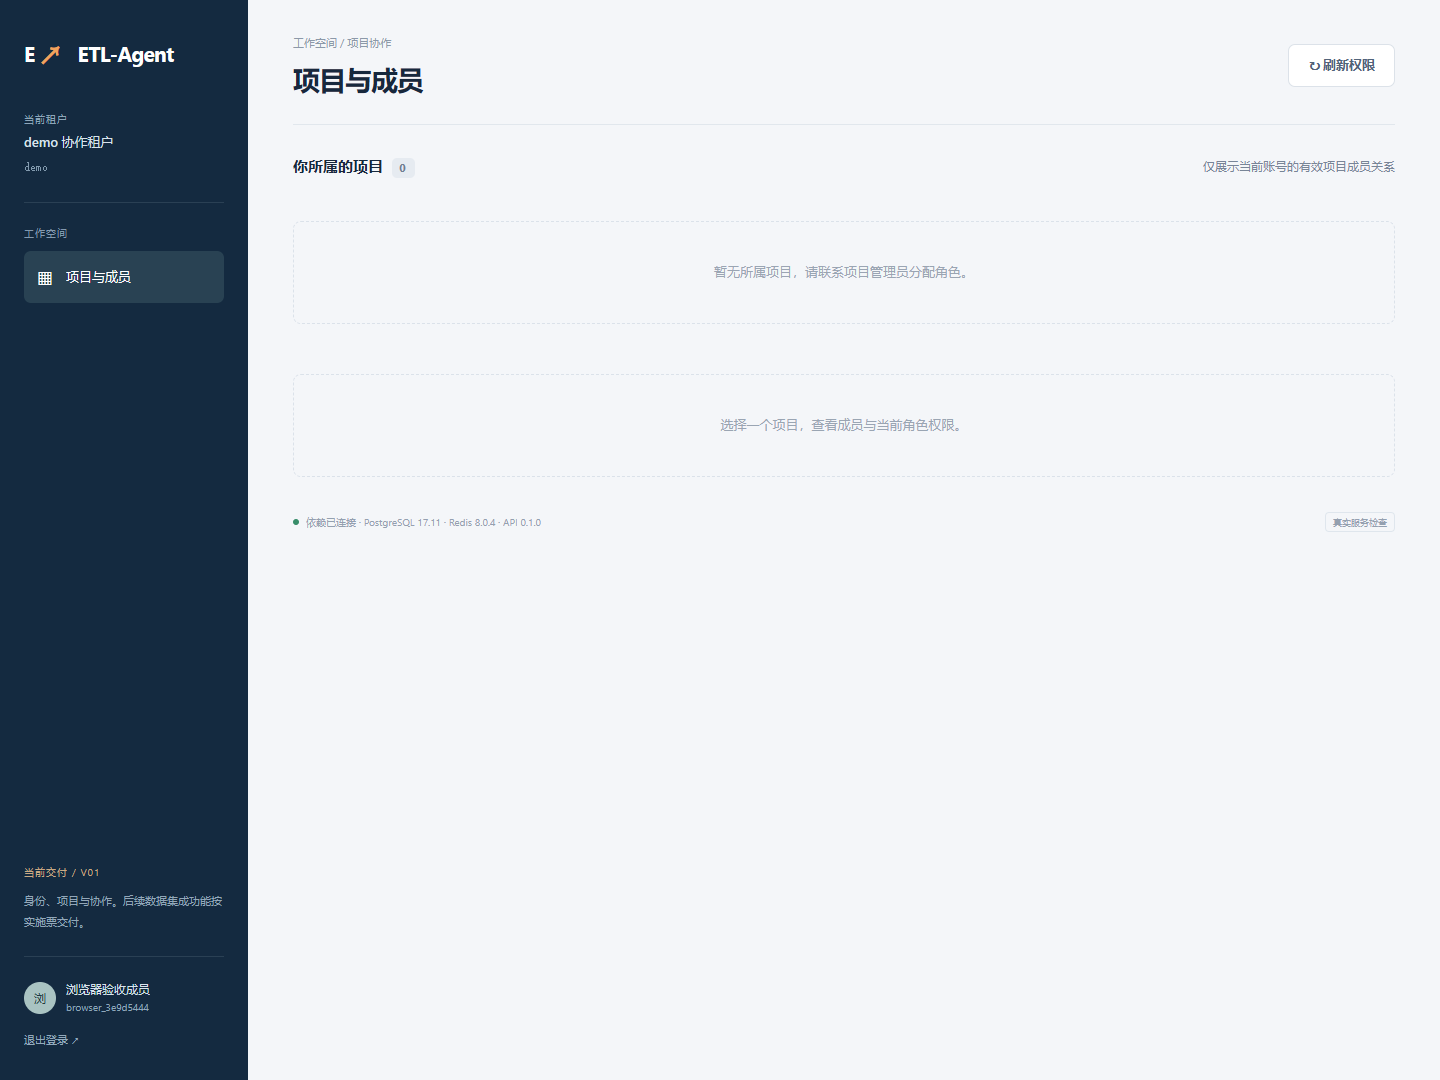 E↗ ETL-Agent
当前租户
demo 协作租户
demo
工作空间
▦ 项目与成员
当前交付 / V01
身份、项目与协作。后续数据集成功能按
实施票交付。
浏
浏览器验收成员
browser_3e9d5444
退出登录 ↗
工作空间 / 项目协作
项目与成员
↻ 刷新权限
你所属的项目 0
仅展示当前账号的有效项目成员关系
暂无所属项目，请联系项目管理员分配角色。
选择一个项目，查看成员与当前角色权限。
依赖已连接 · PostgreSQL 17.11 · Redis 8.0.4 · API 0.1.0
真实服务检查